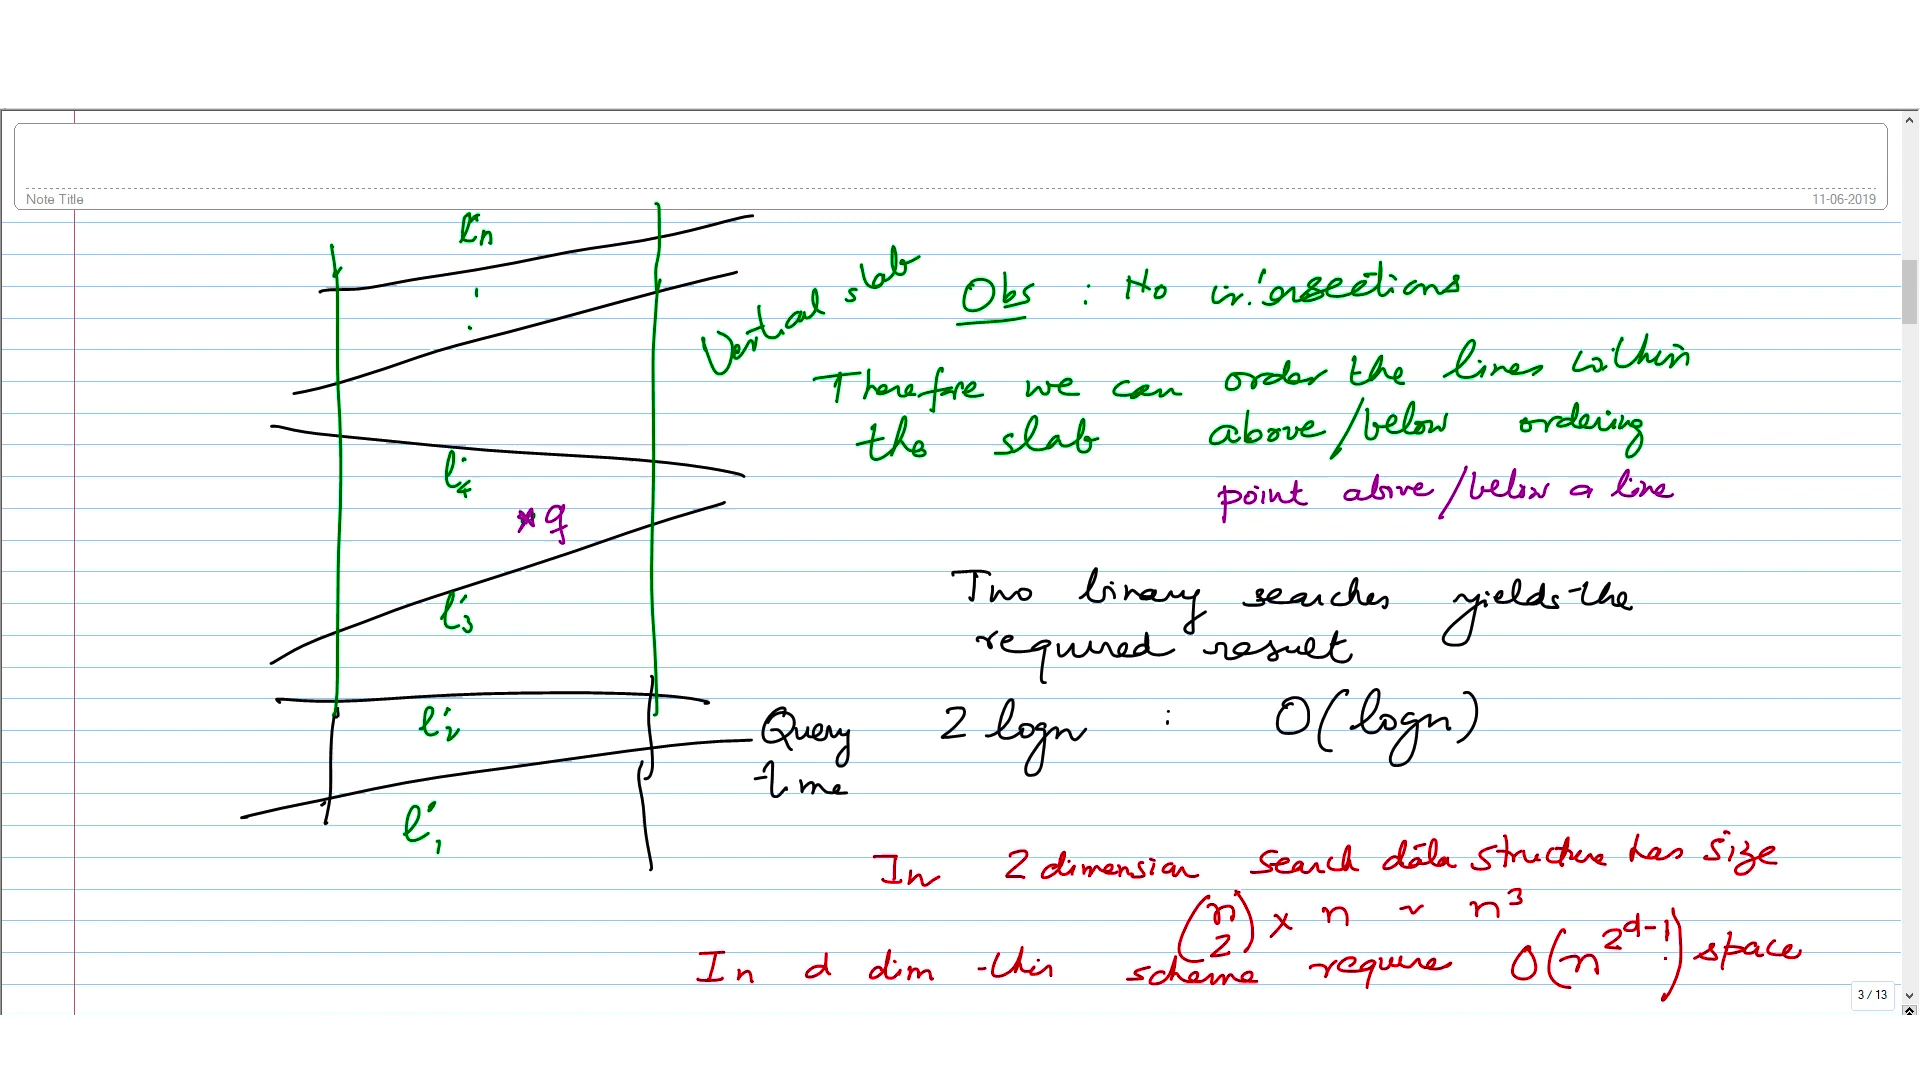 Note Title
11-06-2019
Vertical slab
Obs : No intersections
Therefore we can order the lines within
the slab above/below ordering
point above/below a line
ln
l4
q
l3
l2
l1
Two binary searches yields the
required result
Query time 2 logn : O(logn)
In 2 dimension search data structure has size
(n 2) × n ~ n³
In d dim this scheme require O(n^2^d-1) space
3 / 13